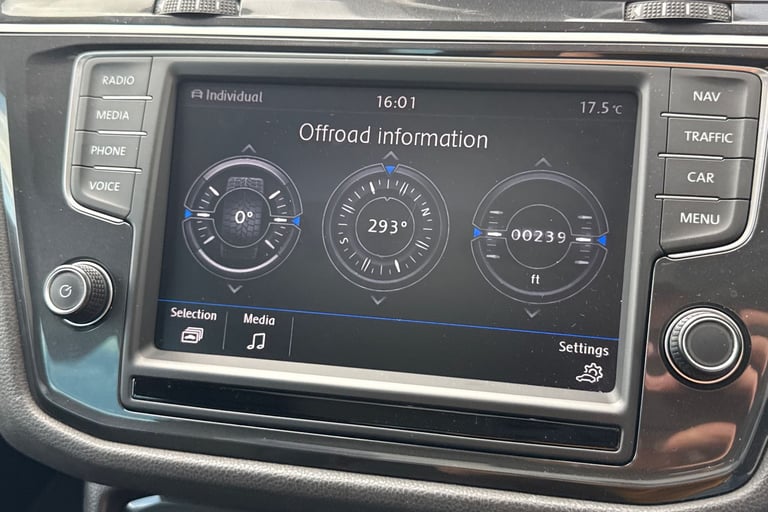 RADIO
MEDIA
PHONE
VOICE
Individual
16:01
17.5 °C
Offroad information
0°
N
S
293°
00239
ft
Selection
Media
Settings
NAV
TRAFFIC
CAR
MENU